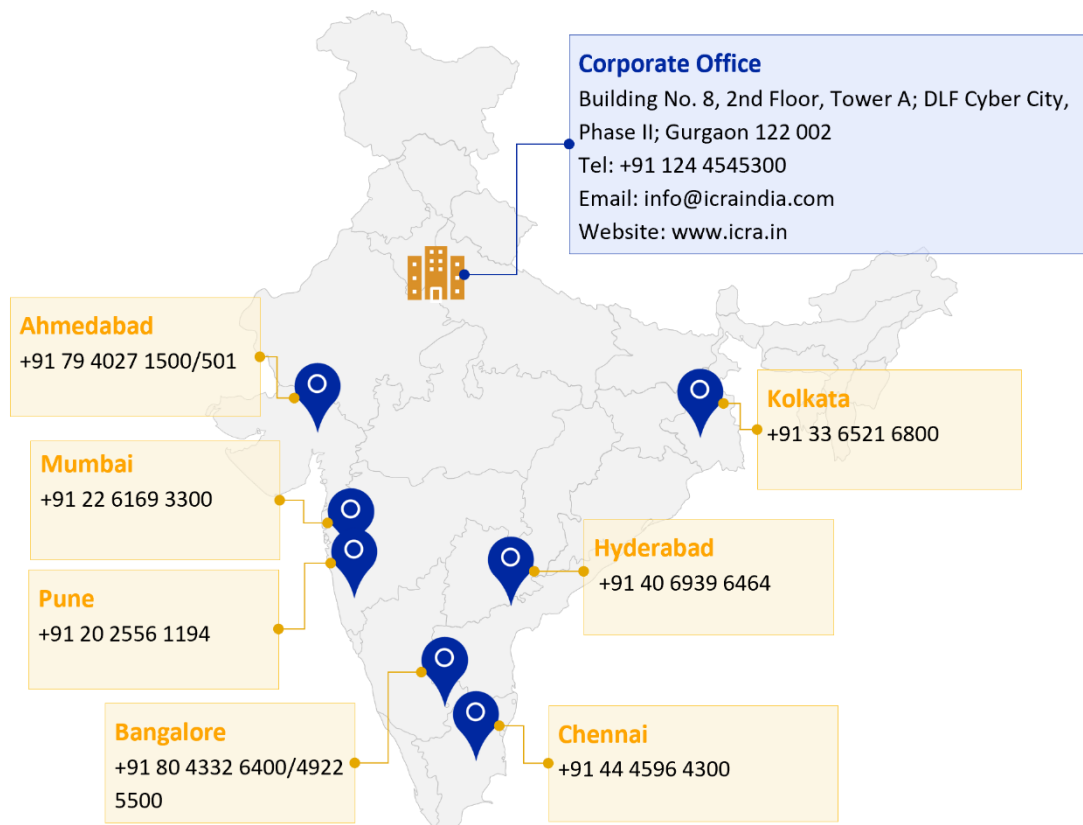 Corporate Office
Building No. 8, 2nd Floor, Tower A; DLF Cyber City,
Phase II; Gurgaon 122 002
Tel: +91 124 4545300
Email: info@icraindia.com
Website: www.icra.in
Ahmedabad
+91 79 4027 1500/501
Kolkata
+91 33 6521 6800
Mumbai
+91 22 6169 3300
Hyderabad
+91 40 6939 6464
Pune
+91 20 2556 1194
Bangalore
+91 80 4332 6400/4922
5500
Chennai
+91 44 4596 4300